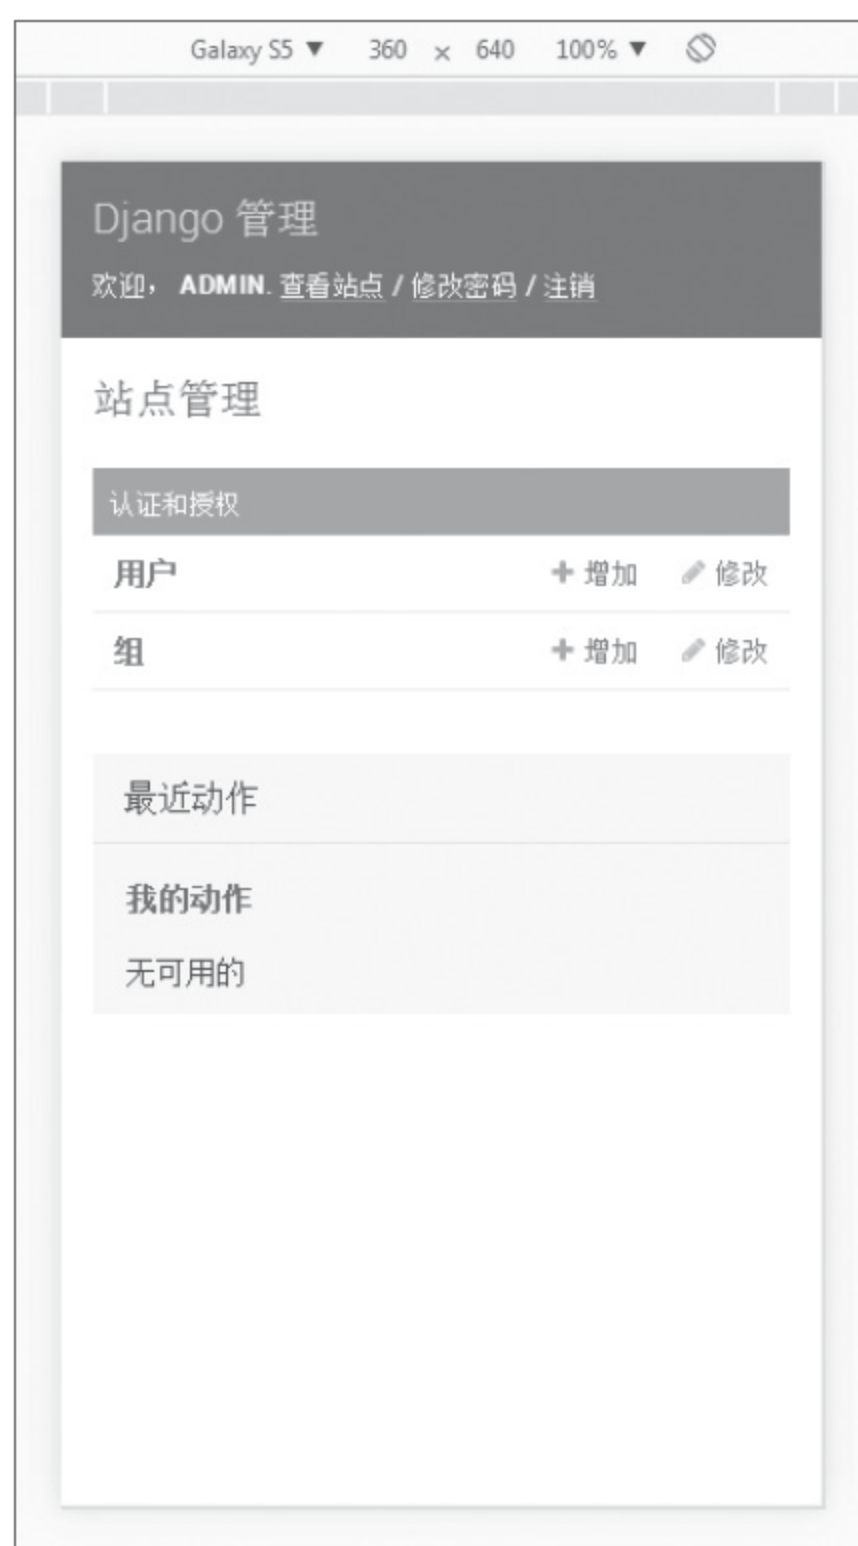 Galaxy S5 ▼ 360 × 640 100% ▼
Django 管理
欢迎， ADMIN. 查看站点 / 修改密码 / 注销
站点管理
认证和授权
用户 + 增加 修改
组 + 增加 修改
最近动作
我的动作
无可用的